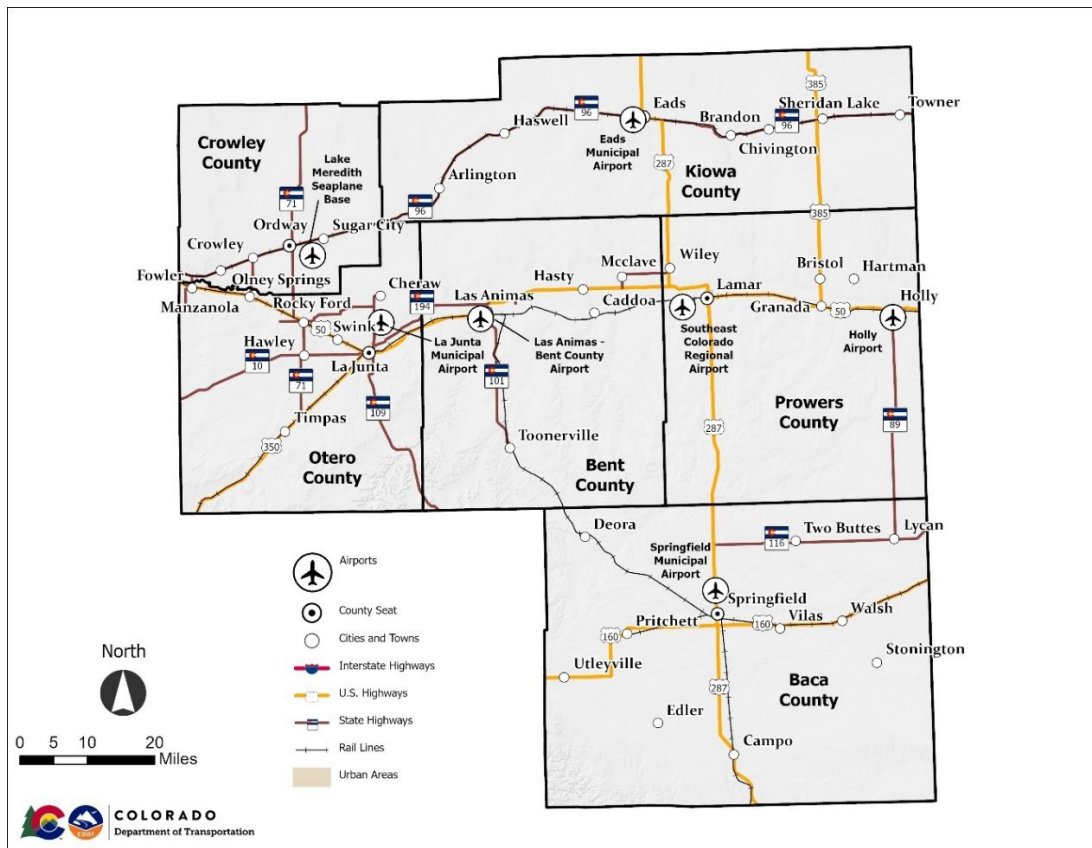 385
Eads
Sheridan Lake
Towner
96
Haswell
Brandon
96
Chivington
Eads
Municipal
Airport
287
Kiowa
County
Arlington
96
385
Crowley
County
Lake
Meredith
Seaplane
Base
71
Ordway
Sugar City
Crowley
Fowler
Olney Springs
Manzanola
Rocky Ford
Cheraw
194
Las Animas
Hasty
Mcclave
Wiley
Bristol
Hartman
Caddoa
Lamar
Granada
50
Holly
Swink
50
Hawley
10
La Junta
La Junta
Municipal
Airport
Las Animas -
Bent County
Airport
Southeast
Colorado
Regional
Airport
Holly
Airport
71
109
101
Prowers
County
89
Timpas
350
Otero
County
Toonerville
Bent
County
287
Deora
Springfield
Municipal
Airport
116
Two Buttes
Lycan
Springfield
Pritchett
160
160
Vilas
Walsh
Utleyville
Stonington
287
Baca
County
Edler
Campo
Airports
County Seat
Cities and Towns
Interstate Highways
U.S. Highways
State Highways
Rail Lines
Urban Areas
North
0 5 10 20
Miles
CDOT
COLORADO
Department of Transportation